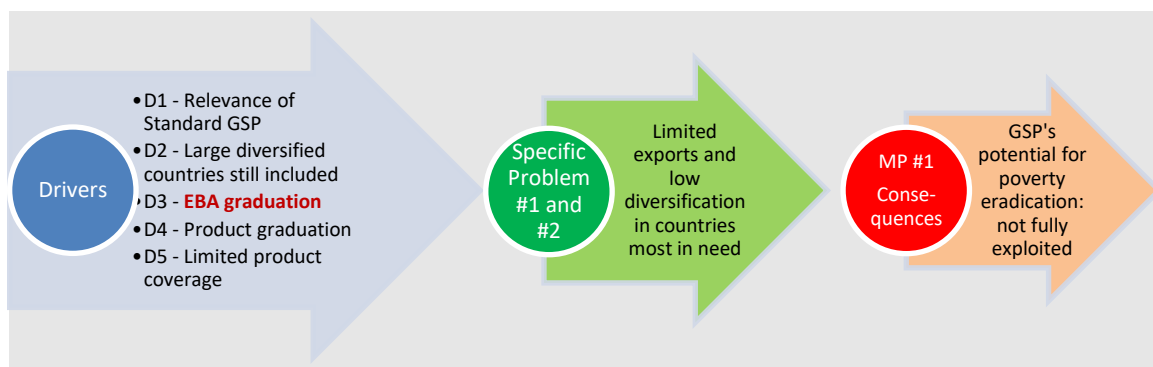 Drivers
•D1 - Relevance of
Standard GSP
•D2 - Large diversified
countries still included
•D3 - EBA graduation
•D4 - Product graduation
•D5 - Limited product
coverage
Specific
Problem
#1 and
#2
Limited
exports and
low
diversification
in countries
most in need
MP #1
Conse-
quences
GSP's
potential for
poverty
eradication:
not fully
exploited